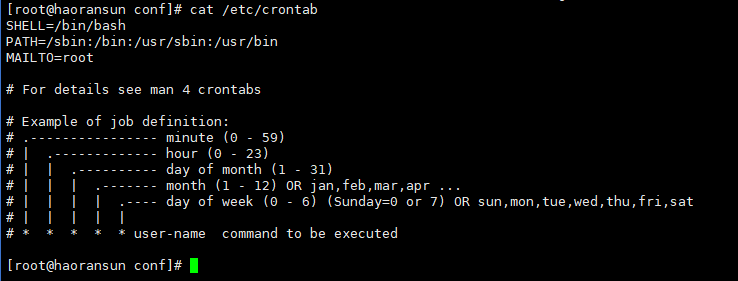 [root@haoransun conf]# cat /etc/crontab
SHELL=/bin/bash
PATH=/sbin:/bin:/usr/sbin:/usr/bin
MAILTO=root
# For details see man 4 crontabs
# Example of job definition:
# .---------------- minute (0 - 59)
# |  .------------- hour (0 - 23)
# |  |  .---------- day of month (1 - 31)
# |  |  |  .------- month (1 - 12) OR jan,feb,mar,apr ...
# |  |  |  |  .---- day of week (0 - 6) (Sunday=0 or 7) OR sun,mon,tue,wed,thu,fri,sat
# |  |  |  |  |
# *  *  *  *  * user-name  command to be executed
[root@haoransun conf]#